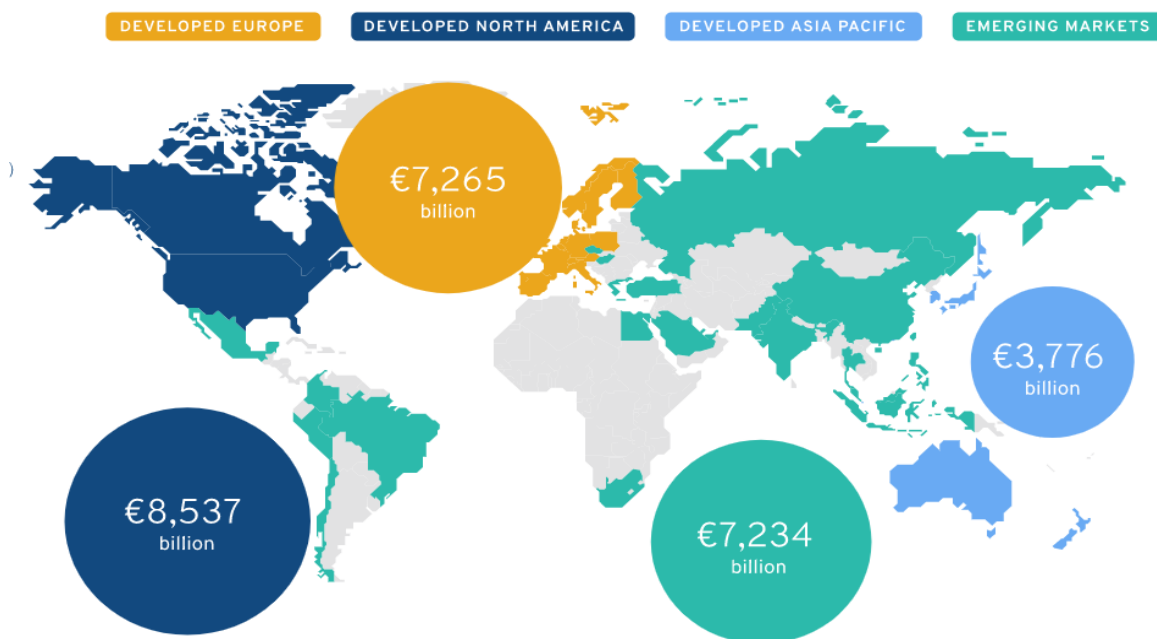 DEVELOPED EUROPE
DEVELOPED NORTH AMERICA
DEVELOPED ASIA PACIFIC
EMERGING MARKETS
)
€7,265
billion
€3,776
billion
€8,537
billion
€7,234
billion